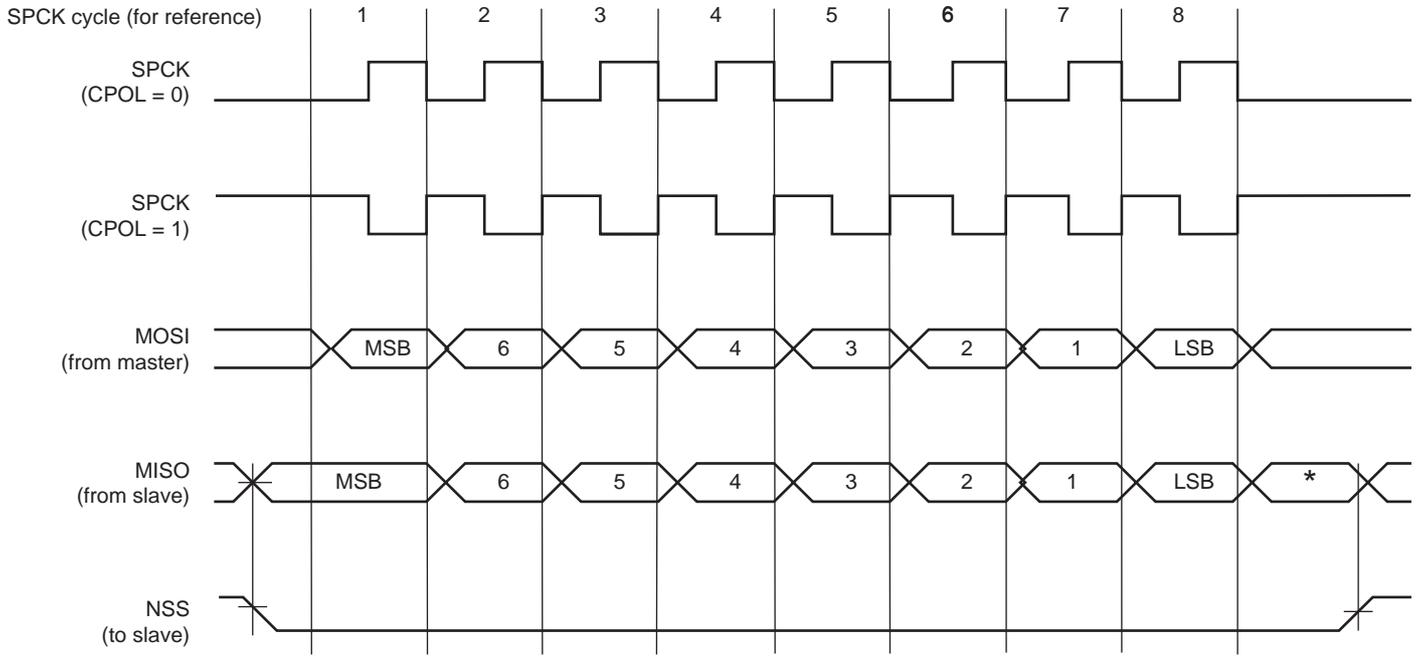 SPCK cycle (for reference) 1 2 3 4 5 6 7 8
SPCK
(CPOL = 0)
SPCK
(CPOL = 1)
MOSI
(from master)
MSB 6 5 4 3 2 1 LSB
MISO
(from slave)
MSB 6 5 4 3 2 1 LSB *
NSS
(to slave)